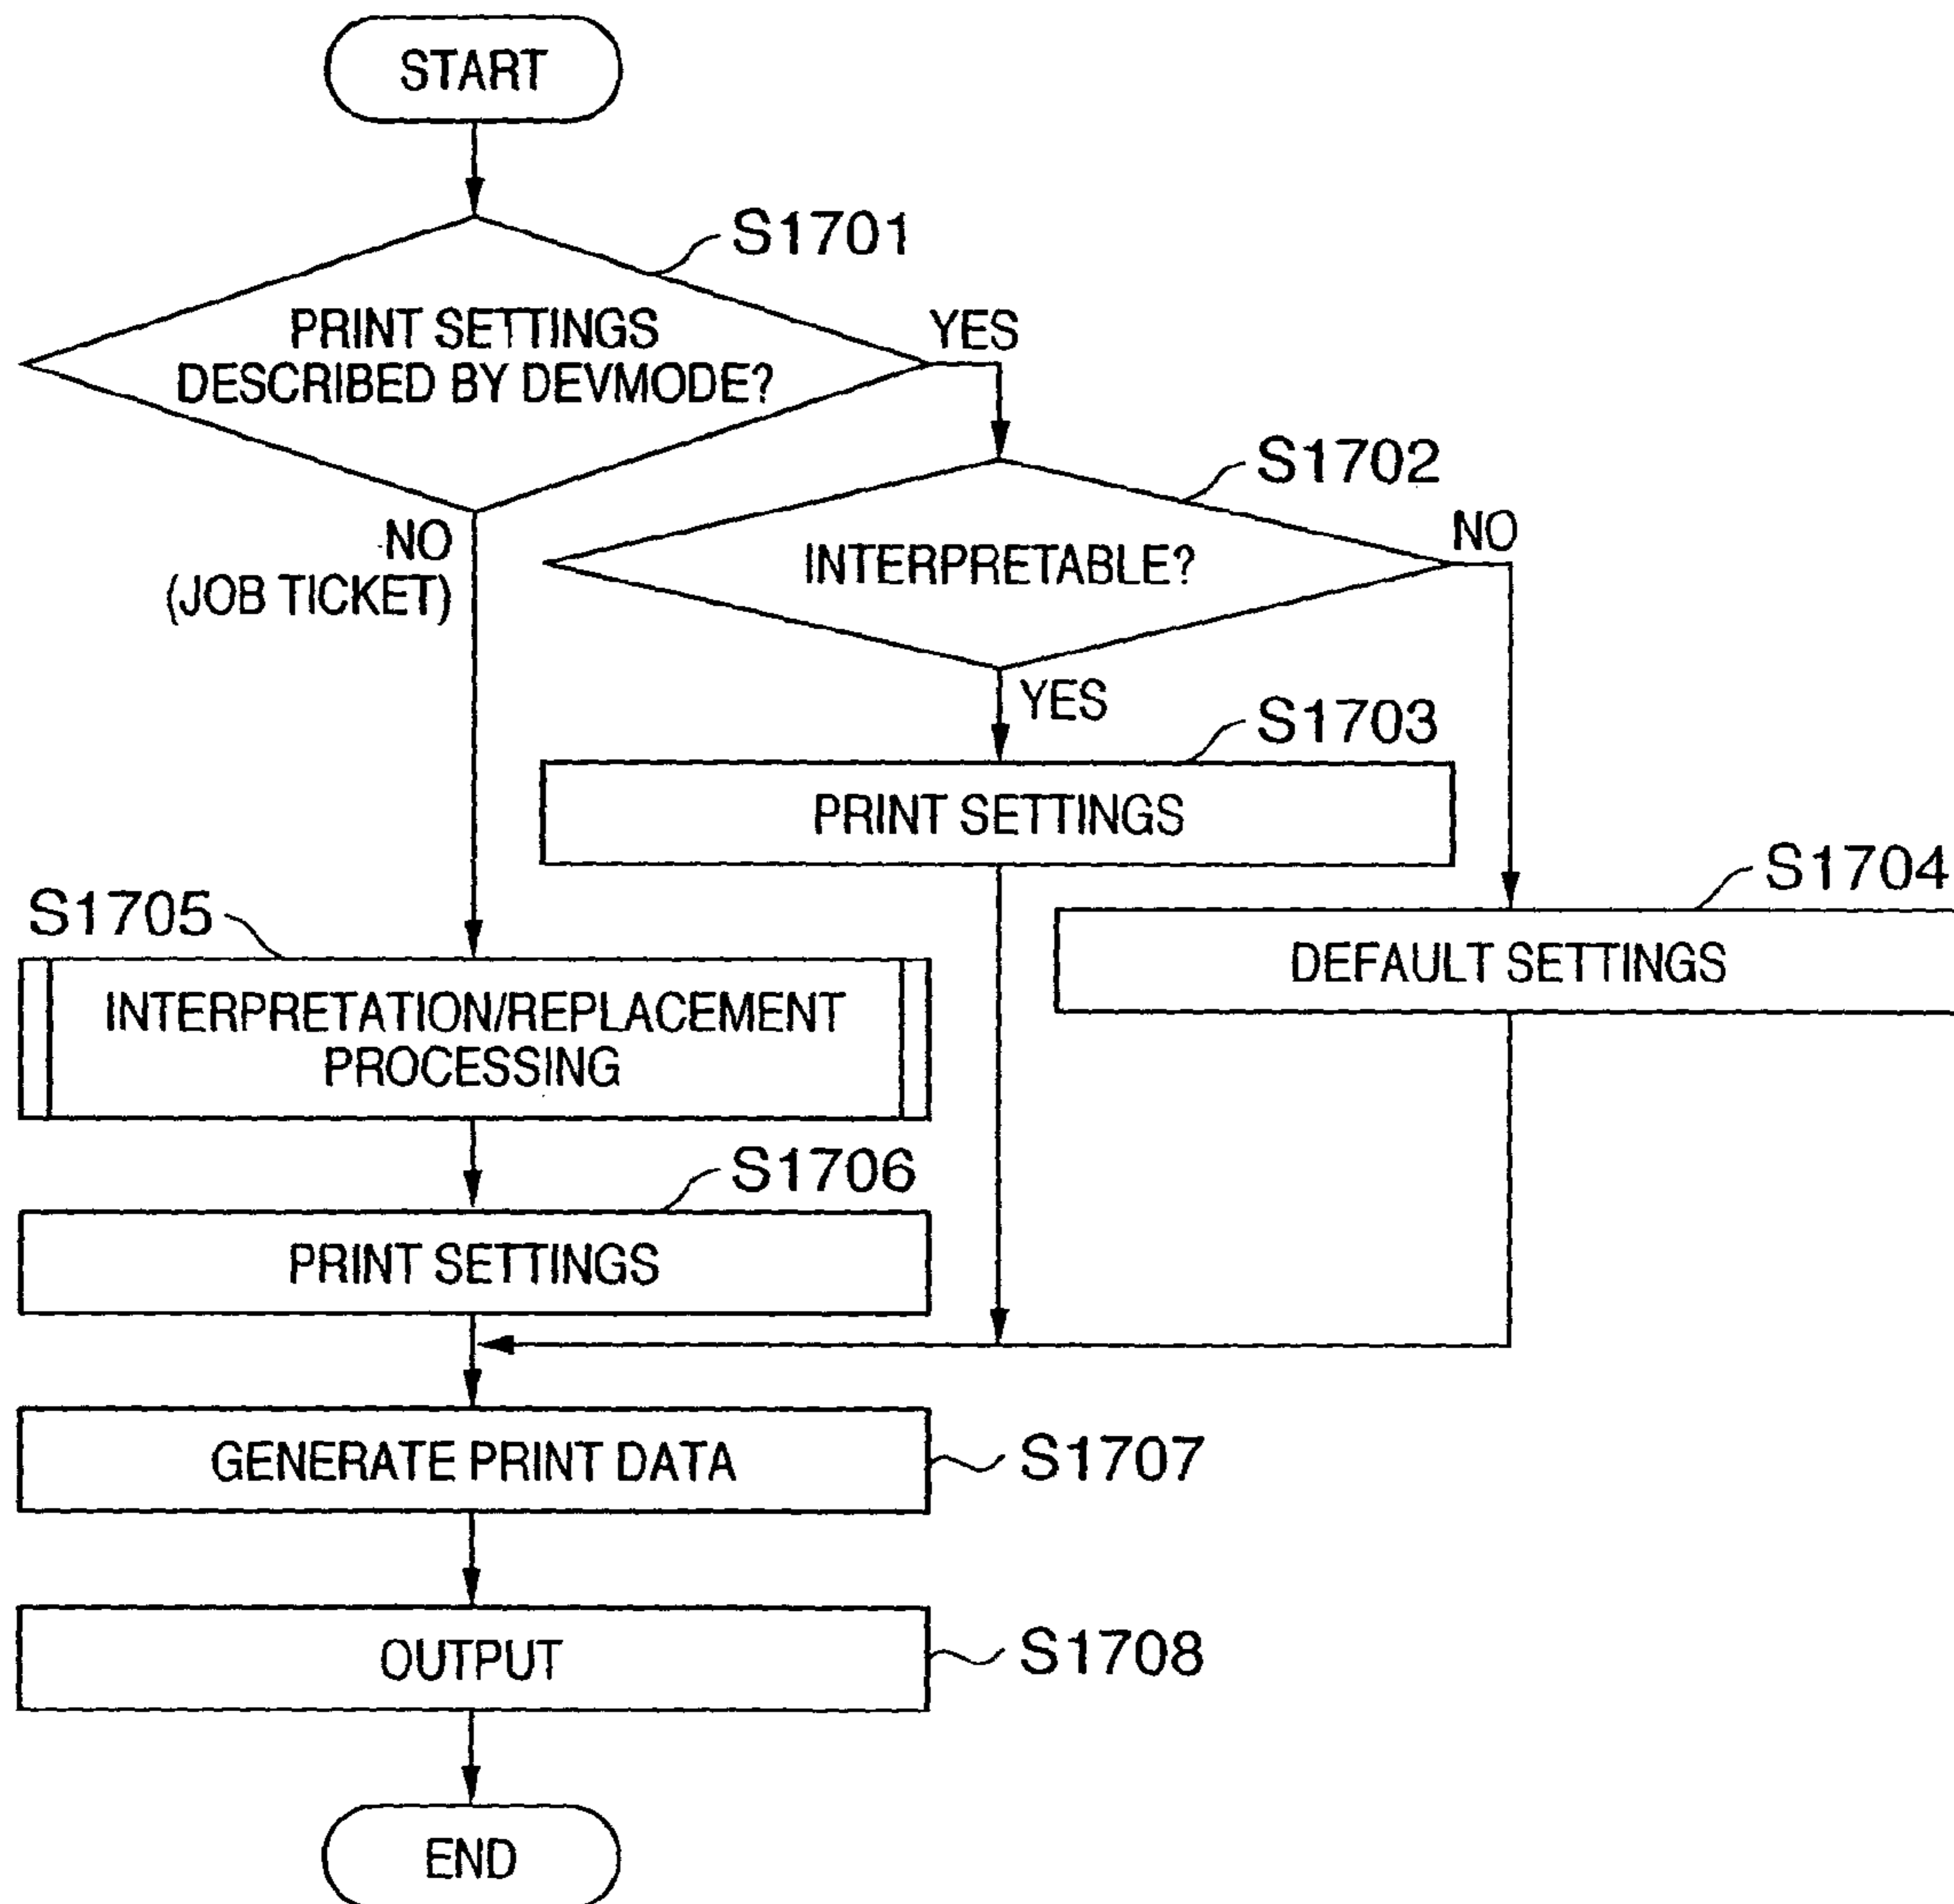 START
S1701
PRINT SETTINGS
DESCRIBED BY DEVMODE?
YES
S1702
NO
(JOB TICKET)
INTERPRETABLE?
NO
YES
S1703
PRINT SETTINGS
S1704
DEFAULT SETTINGS
S1705
INTERPRETATION/REPLACEMENT
PROCESSING
S1706
PRINT SETTINGS
GENERATE PRINT DATA
S1707
OUTPUT
S1708
END